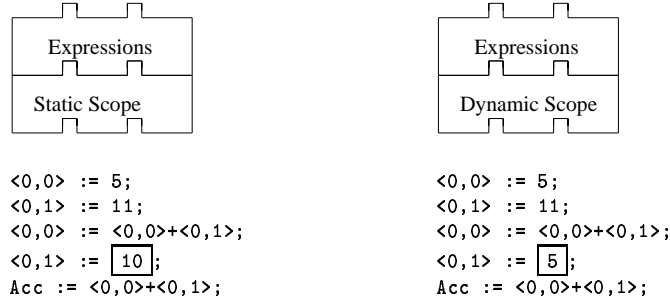 Expressions
Static Scope
<0,0> := 5;
<0,1> := 11;
<0,0> := <0,0>+<0,1>;
<0,1> := 10;
Acc := <0,0>+<0,1>;
Expressions
Dynamic Scope
<0,0> := 5;
<0,1> := 11;
<0,0> := <0,0>+<0,1>;
<0,1> := 5;
Acc := <0,0>+<0,1>;